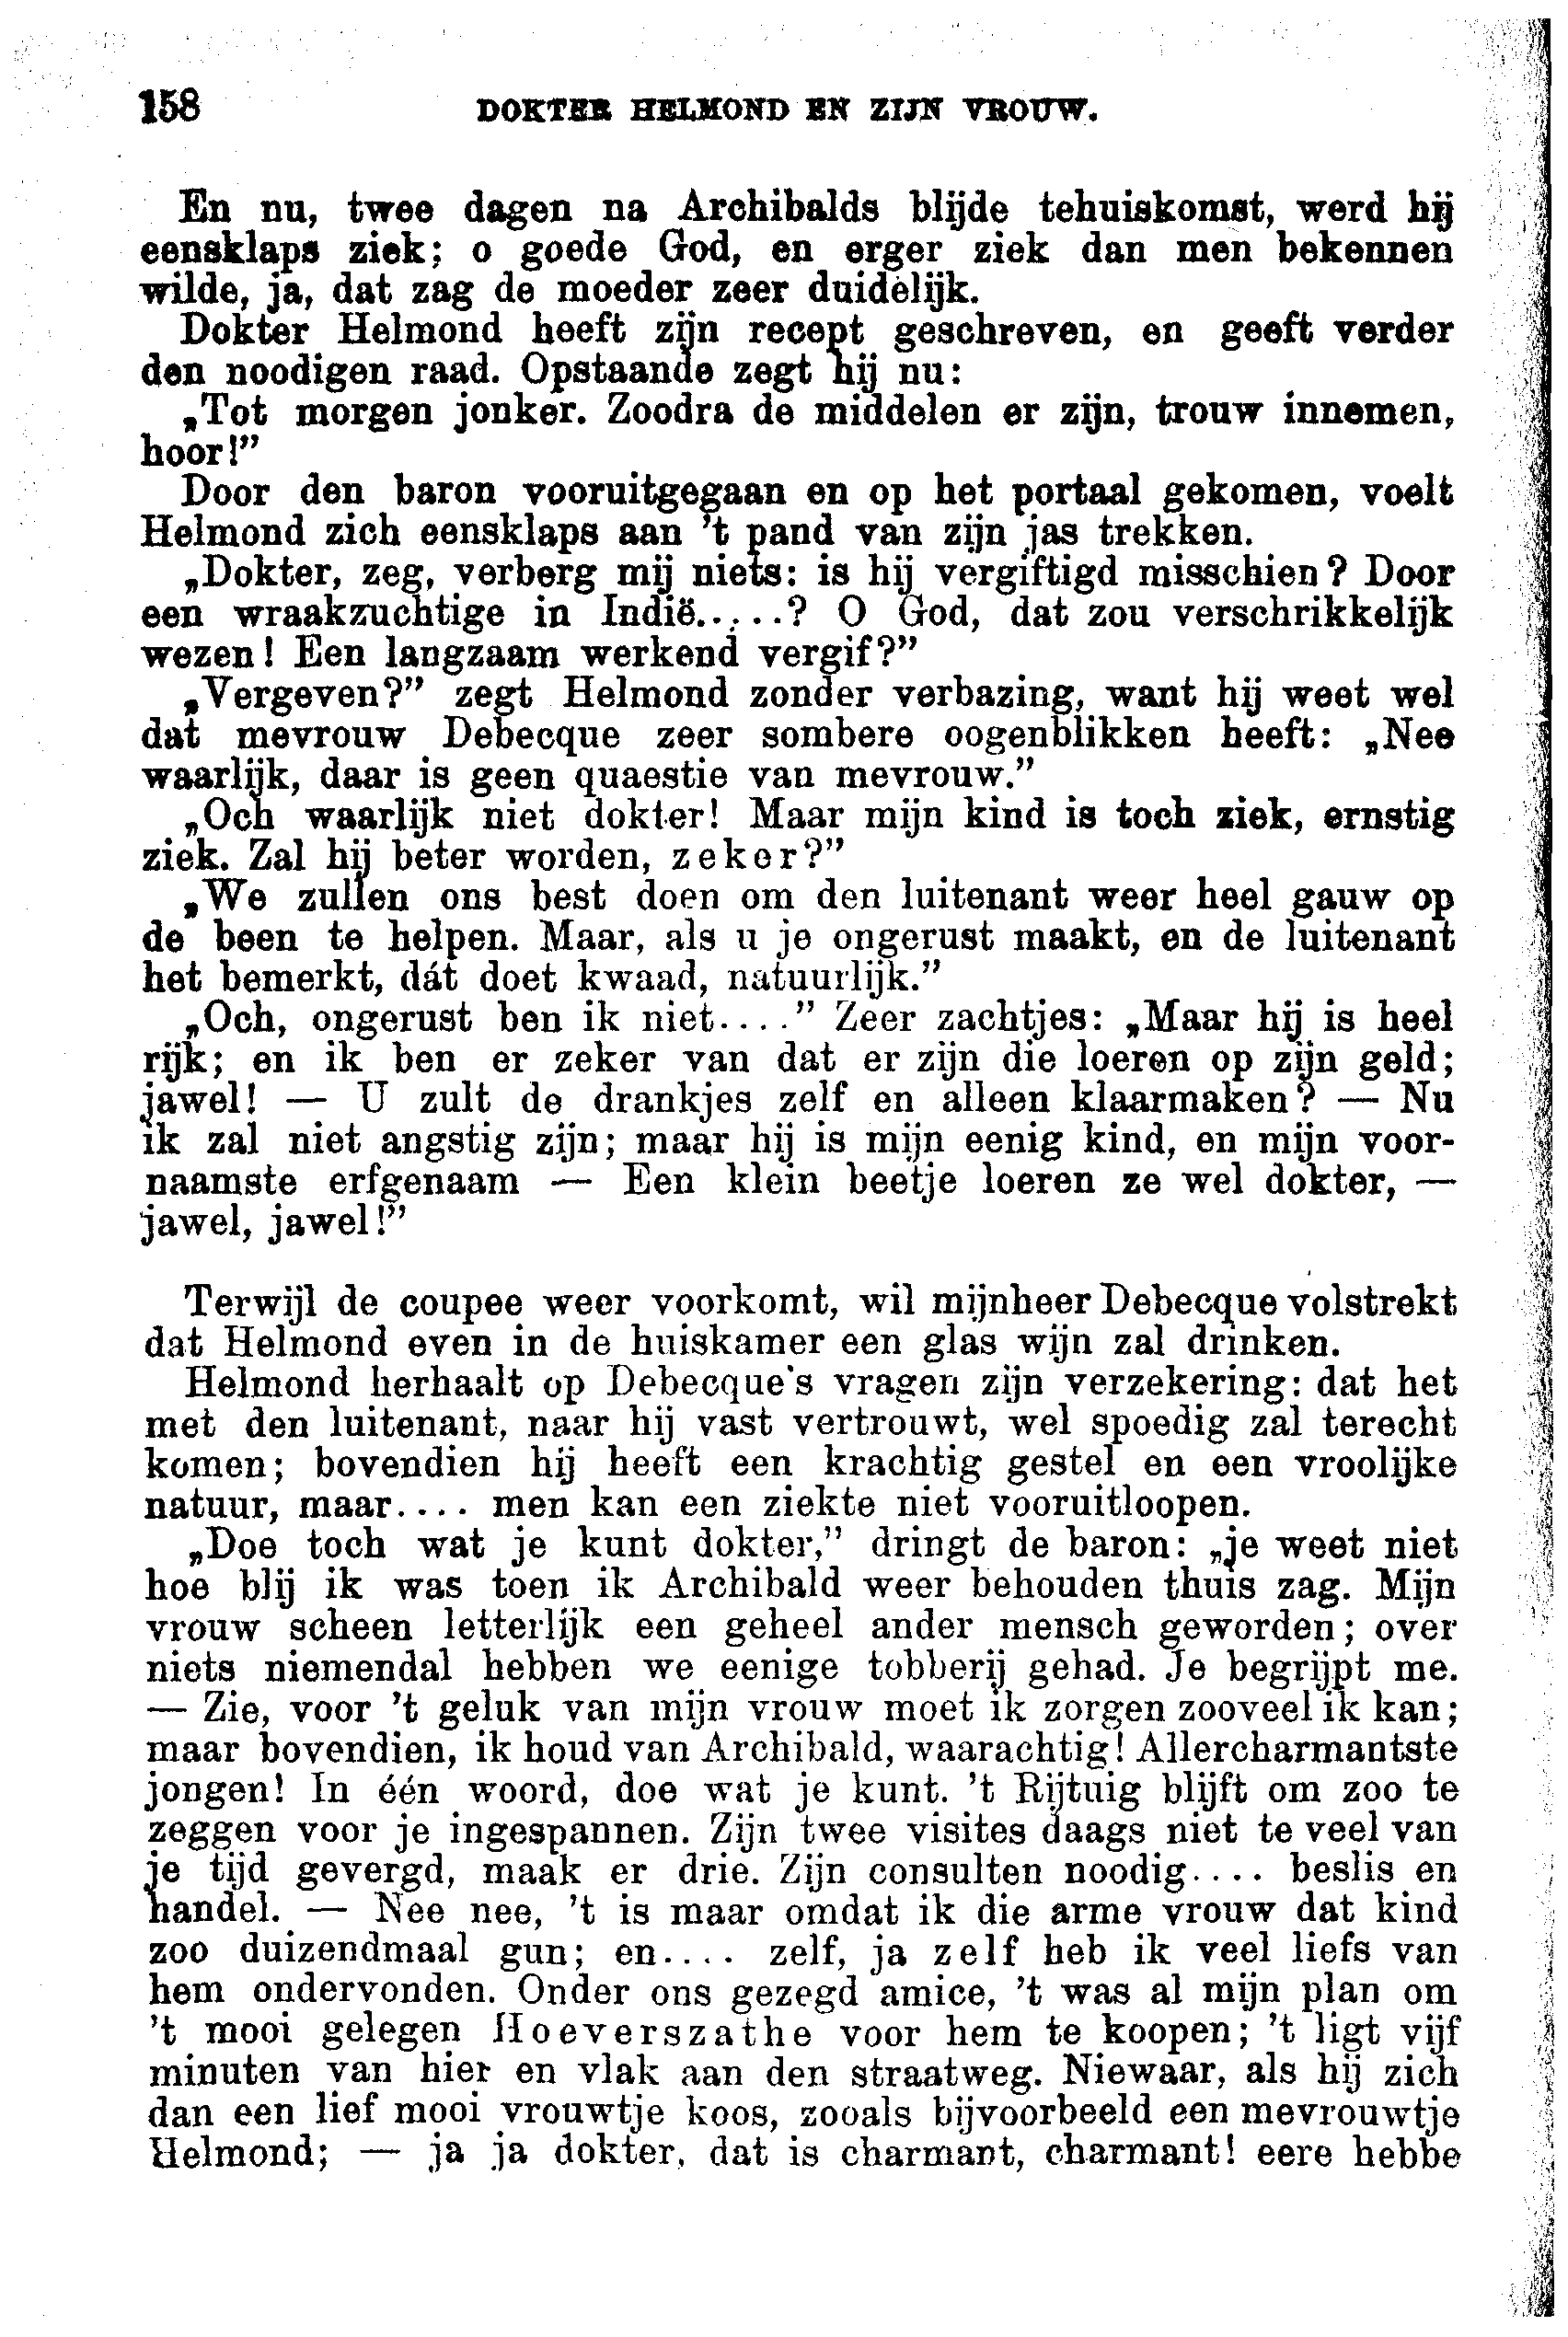 158 DOKTER HELMOND EN ZIJN VROUW.
En nu, twee dagen na Archibalds blijde tehuiskomst, werd hij
eensklaps ziek; o goede God, en erger ziek dan men bekennen
wilde, ja, dat zag de moeder zeer duidelijk.
Dokter Helmond heeft zijn recept geschreven, en geeft verder
den noodigen raad. Opstaande zegt hij nu:
„Tot morgen jonker. Zoodra de middelen er zijn, trouw innemen,
hoor!”
Door den baron vooruitgegaan en op het portaal gekomen, voelt
Helmond zich eensklaps aan ’t pand van zijn jas trekken.
„Dokter, zeg, verberg mij niets: is hij vergiftigd misschien? Door
een wraakzuchtige in Indië.....? O God, dat zou verschrikkelijk
wezen! Een langzaam werkend vergif?”
„Vergeven?” zegt Helmond zonder verbazing, want hij weet wel
dat mevrouw Debecque zeer sombere oogenblikken heeft: „Nee
waarlijk, daar is geen quaestie van mevrouw.”
„Och waarlijk niet dokter! Maar mijn kind is toch ziek, ernstig
ziek. Zal hij beter worden, zeker?”
„We zullen ons best doen om den luitenant weer heel gauw op
de been te helpen. Maar, als u je ongerust maakt, en de luitenant
het bemerkt, dát doet kwaad, natuurlijk.”
„Och, ongerust ben ik niet....” Zeer zachtjes: „Maar hij is heel
rijk; en ik ben er zeker van dat er zijn die loeren op zijn geld;
jawel! — U zult de drankjes zelf en alleen klaarmaken? — Nu
ik zal niet angstig zijn; maar hij is mijn eenig kind, en mijn voor-
naamste erfgenaam — Een klein beetje loeren ze wel dokter, —
jawel, jawel!”
Terwijl de coupee weer voorkomt, wil mijnheer Debecque volstrekt
dat Helmond even in de huiskamer een glas wijn zal drinken.
Helmond herhaalt op Debecque's vragen zijn verzekering: dat het
met den luitenant, naar hij vast vertrouwt, wel spoedig zal terecht
komen; bovendien hij heeft een krachtig gestel en een vroolijke
natuur, maar.... men kan een ziekte niet vooruitloopen.
„Doe toch wat je kunt dokter,” dringt de baron: „je weet niet
hoe blij ik was toen ik Archibald weer behouden thuis zag. Mijn
vrouw scheen letterlijk een geheel ander mensch geworden; over
niets niemendal hebben we eenige tobberij gehad. Je begrijpt me.
— Zie, voor ’t geluk van mijn vrouw moet ik zorgen zooveel ik kan;
maar bovendien, ik houd van Archibald, waarachtig! Allercharmantste
jongen! In één woord, doe wat je kunt. ’t Rijtuig blijft om zoo te
zeggen voor je ingespannen. Zijn twee visites daags niet te veel van
je tijd gevergd, maak er drie. Zijn consulten noodig.... beslis en
handel. — Nee nee, ’t is maar omdat ik die arme vrouw dat kind
zoo duizendmaal gun; en.... zelf, ja zelf heb ik veel liefs van
hem ondervonden. Onder ons gezegd amice, ’t was al mijn plan om
’t mooi gelegen Hoeverszathe voor hem te koopen; ’t ligt vijf
minuten van hier en vlak aan den straatweg. Niewaar, als hij zich
dan een lief mooi vrouwtje koos, zooals bijvoorbeeld een mevrouwtje
Helmond; — ja ja dokter, dat is charmant, charmant! eere hebbe